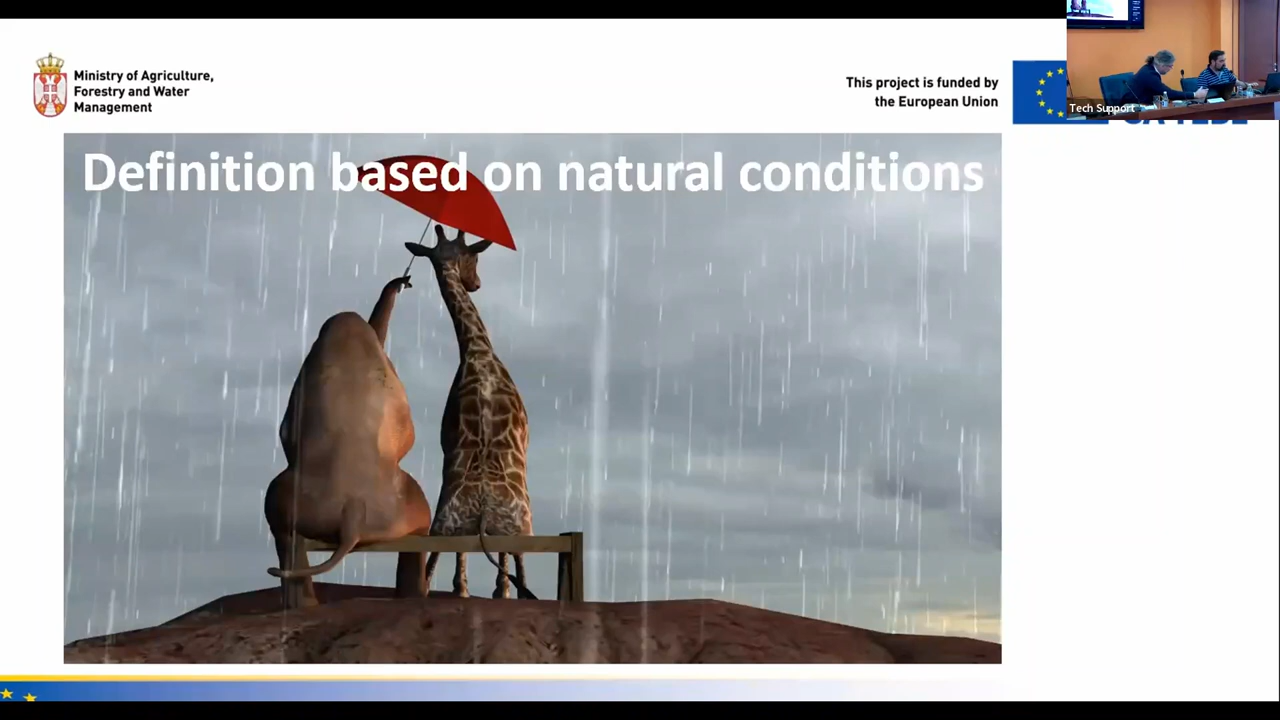 Ministry of Agriculture,
Forestry and Water
Management
This project is funded by
the European Union
Tech Support
Definition based on natural conditions